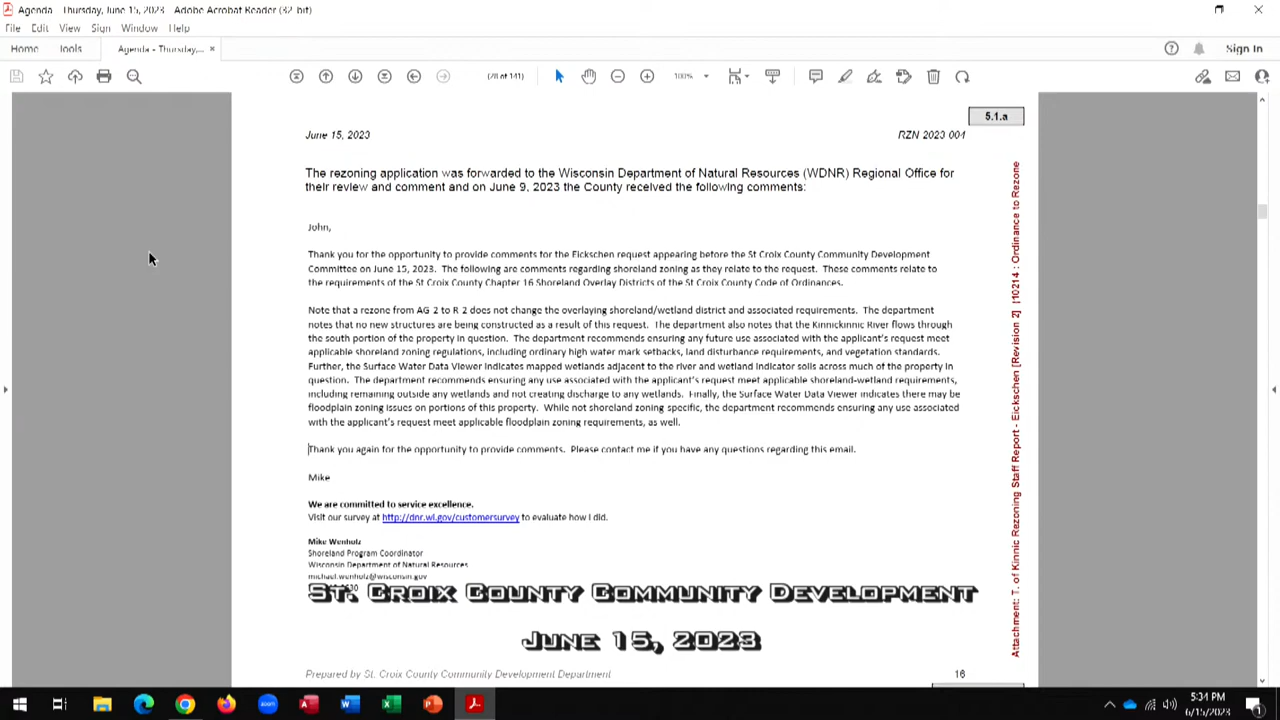 Agenda - Thursday, June 15, 2023 - Adobe Acrobat Reader (32-bit)
File Edit View Sign Window Help
Home Tools Agenda - Thursday,... × Sign In
(28 of 141) 100%
5.1.a
June 15, 2023 RZN 2023 004
The rezoning application was forwarded to the Wisconsin Department of Natural Resources (WDNR) Regional Office for
their review and comment and on June 9, 2023 the County received the following comments:
John,
Thank you for the opportunity to provide comments for the Eickschen request appearing before the St Croix County Community Development
Committee on June 15, 2023. The following are comments regarding shoreland zoning as they relate to the request. These comments relate to
the requirements of the St Croix County Chapter 16 Shoreland Overlay Districts of the St Croix County Code of Ordinances.
Note that a rezone from AG 2 to R 2 does not change the overlaying shoreland/wetland district and associated requirements. The department
notes that no new structures are being constructed as a result of this request. The department also notes that the Kinnickinnic River flows through
the south portion of the property in question. The department recommends ensuring any future use associated with the applicant's request meet
applicable shoreland zoning regulations, including ordinary high water mark setbacks, land disturbance requirements, and vegetation standards.
Further, the Surface Water Data Viewer indicates mapped wetlands adjacent to the river and wetland indicator soils across much of the property in
question. The department recommends ensuring any use associated with the applicant's request meet applicable shoreland-wetland requirements,
including remaining outside any wetlands and not creating discharge to any wetlands. Finally, the Surface Water Data Viewer indicates there may be
floodplain zoning issues on portions of this property. While not shoreland zoning specific, the department recommends ensuring any use associated
with the applicant's request meet applicable floodplain zoning requirements, as well.
Thank you again for the opportunity to provide comments. Please contact me if you have any questions regarding this email.
Mike
We are committed to service excellence.
Visit our survey at http://dnr.wi.gov/customersurvey to evaluate how I did.
Mike Wenholz
Shoreland Program Coordinator
Wisconsin Department of Natural Resources
michael.wenholz@wisconsin.gov
St. Croix County Community Development
June 15, 2023
Prepared by St. Croix County Community Development Department 16
Attachment: T. of Kinnic Rezoning Staff Report - Eickschen [Revision 2] (10214 : Ordinance to Rezone
5:34 PM
6/15/2023